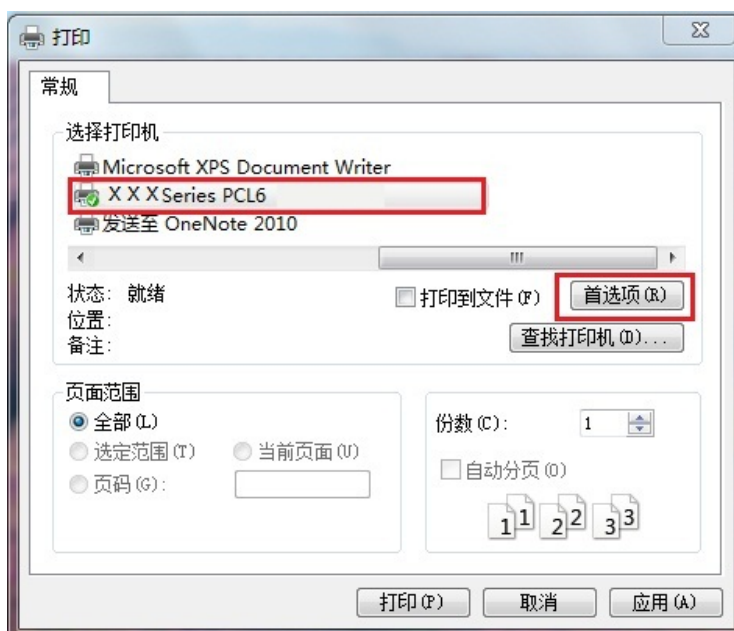 打印
常规
选择打印机
Microsoft XPS Document Writer
X X X Series PCL6
发送至 OneNote 2010
状态: 就绪
打印到文件(F)
首选项(R)
位置:
查找打印机(D)...
备注:
页面范围
全部(L)
份数(C): 1
选定范围(T)
当前页面(U)
自动分页(O)
页码(G):
1 1 2 2 3 3
打印(P)
取消
应用(A)